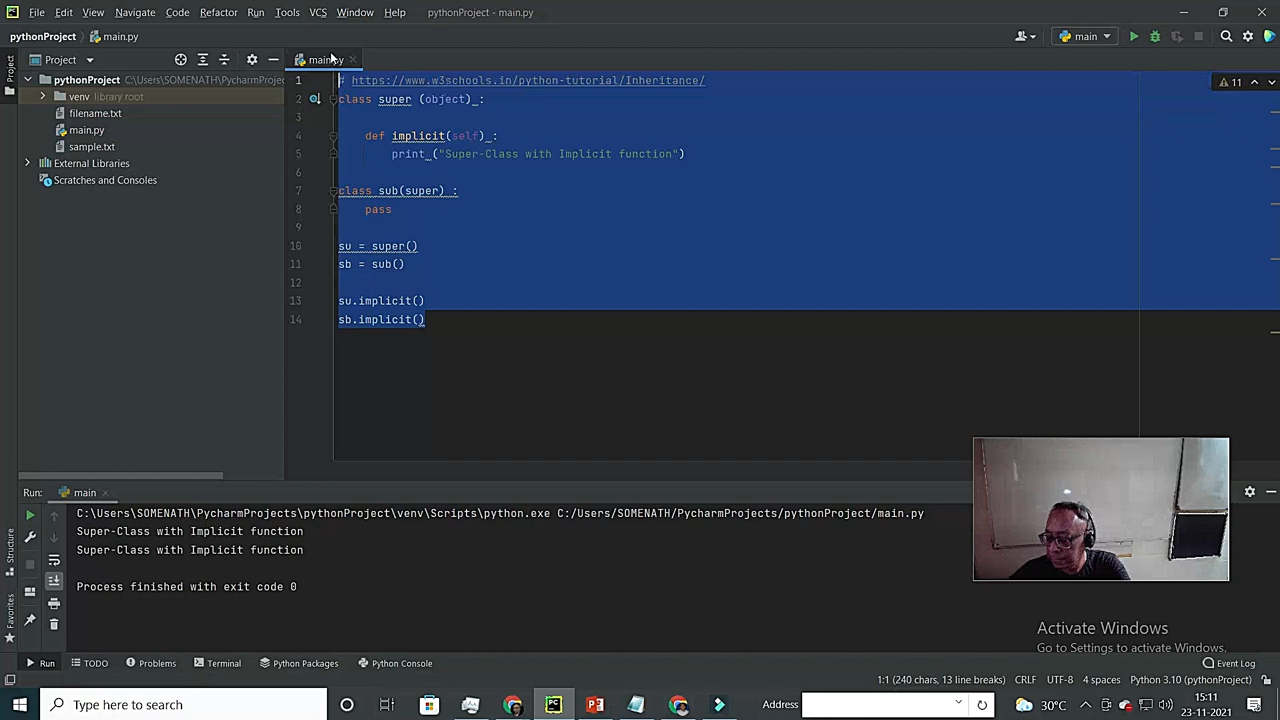 File Edit View Navigate Code Refactor Run Tools VCS Window Help pythonProject - main.py
pythonProject main.py main
Project main.py
pythonProject C:\Users\SOMENATH\PycharmProjec
venv library root
filename.txt
main.py
sample.txt
External Libraries
Scratches and Consoles
Project
1 # https://www.w3schools.in/python-tutorial/Inheritance/
11
2 class super (object) :
3
4 def implicit(self) :
5 print ("Super-Class with Implicit function")
6
7 class sub(super) :
8 pass
9
10 su = super()
11 sb = sub()
12
13 su.implicit()
14 sb.implicit()
Run: main
C:\Users\SOMENATH\PycharmProjects\pythonProject\venv\Scripts\python.exe C:/Users/SOMENATH/PycharmProjects/pythonProject/main.py
Super-Class with Implicit function
Super-Class with Implicit function
Process finished with exit code 0
Structure
Favorites
Activate Windows
Go to Settings to activate Windows.
Run TODO Problems Terminal Python Packages Python Console Event Log
1:1 (240 chars, 13 line breaks) CRLF UTF-8 4 spaces Python 3.10 (pythonProject)
Type here to search Address 30°C 15:11
23-11-2021